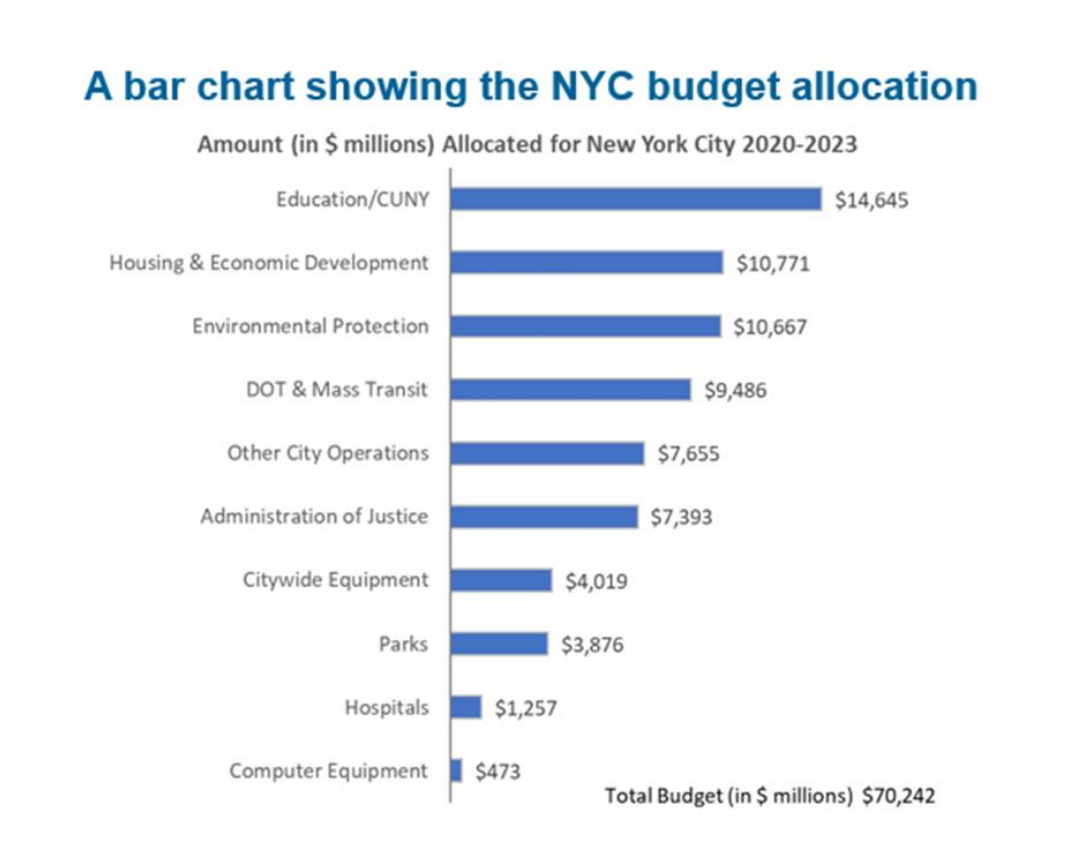 A bar chart showing the NYC budget allocation
Amount (in $ millions) Allocated for New York City 2020-2023
Education/CUNY $14,645
Housing & Economic Development $10,771
Environmental Protection $10,667
DOT & Mass Transit $9,486
Other City Operations $7,655
Administration of Justice $7,393
Citywide Equipment $4,019
Parks $3,876
Hospitals $1,257
Computer Equipment $473
Total Budget (in $ millions) $70,242